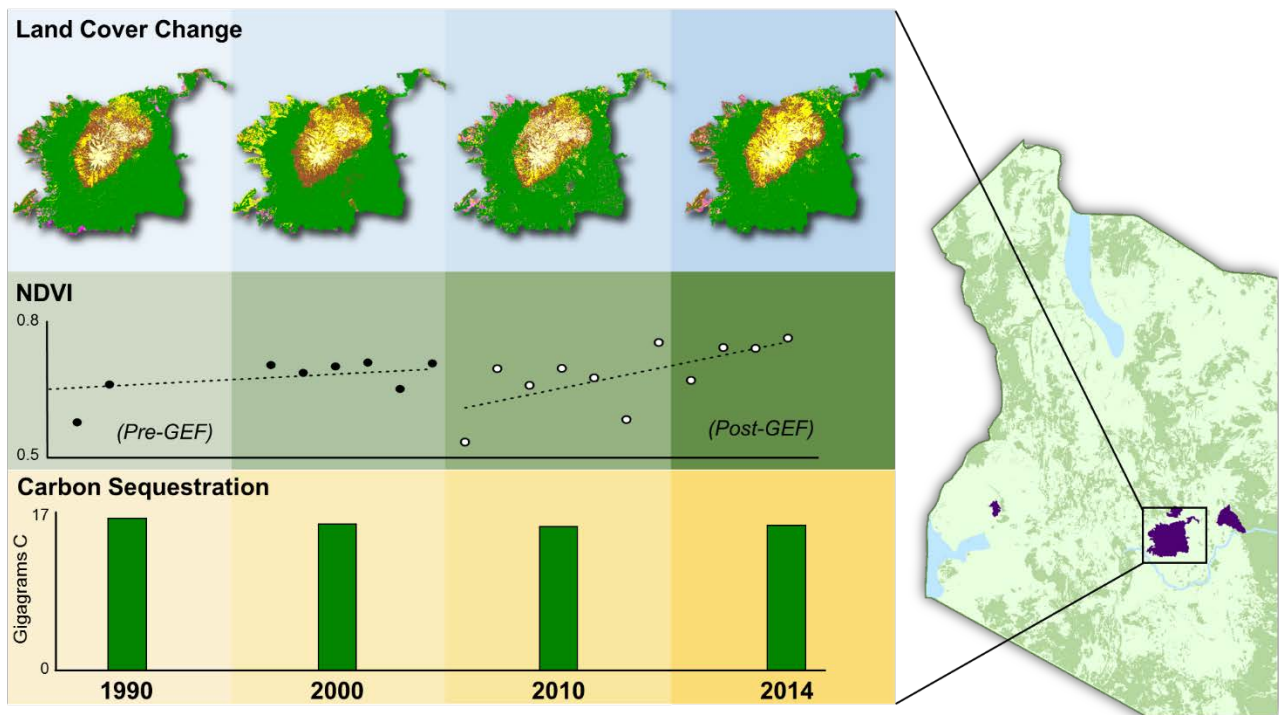 Land Cover Change
NDVI
0.8
(Pre-GEF)
(Post-GEF)
0.5
Carbon Sequestration
17
Gigagrams C
0
1990
2000
2010
2014